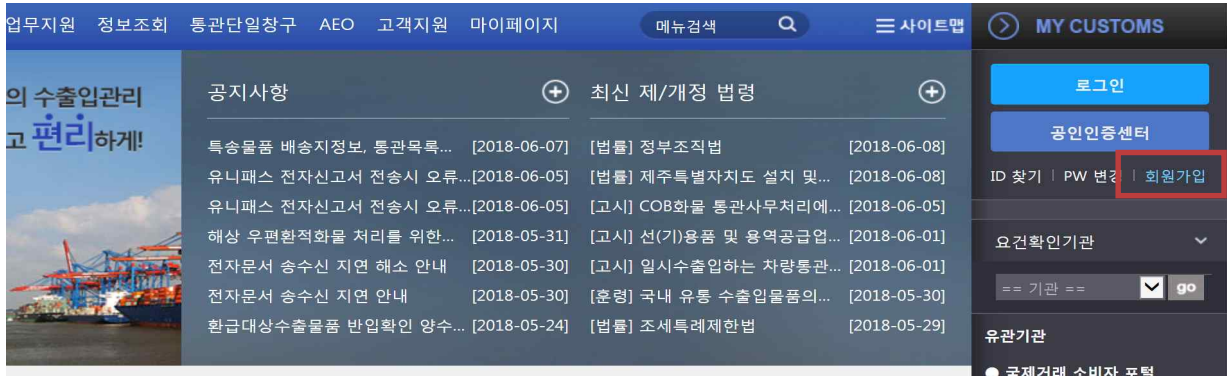 업무지원 정보조회 통관단일창구 AEO 고객지원 마이페이지 메뉴검색 사이트맵 MY CUSTOMS
의 수출입관리
고 편리하게!
공지사항
특송물품 배송지정보, 통관목록... [2018-06-07]
유니패스 전자신고서 전송시 오류...[2018-06-05]
유니패스 전자신고서 전송시 오류...[2018-06-05]
해상 우편환적화물 처리를 위한... [2018-05-31]
전자문서 송수신 지연 해소 안내 [2018-05-30]
전자문서 송수신 지연 안내 [2018-05-30]
환급대상수출물품 반입확인 양수... [2018-05-24]
최신 제/개정 법령
[법률] 정부조직법 [2018-06-08]
[법률] 제주특별자치도 설치 및... [2018-06-08]
[고시] COB화물 통관사무처리에... [2018-06-05]
[고시] 선(기)용품 및 용역공급업... [2018-06-01]
[고시] 일시수출입하는 차량통관... [2018-06-01]
[훈령] 국내 유통 수출입물품의... [2018-05-30]
[법률] 조세특례제한법 [2018-05-29]
로그인
공인인증센터
ID 찾기 PW 변경 회원가입
요건확인기관
== 기관 == go
유관기관
국제거래 소비자 포털